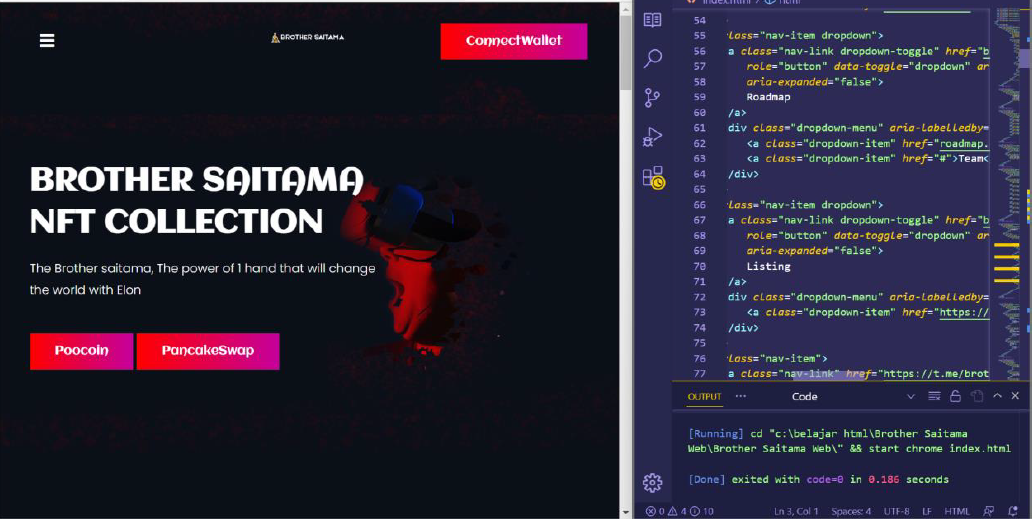 BROTHER SAITAMA
ConnectWallet
BROTHER SAITAMA
NFT COLLECTION
The Brother saitama, The power of 1 hand that will change
the world with Elon
Poocoin
PancakeSwap
54
55 lass="nav-item dropdown">
56 a class="nav-link dropdown-toggle" href="b
57 role="button" data-toggle="dropdown" ar
58 aria-expanded="false">
59 Roadmap
60 /a>
61 div class="dropdown-menu" aria-labelledby=
62 <a class="dropdown-item" href="roadmap.
63 <a class="dropdown-item" href="#">Team<
64 /div>
65
66 lass="nav-item dropdown">
67 a class="nav-link dropdown-toggle" href="b
68 role="button" data-toggle="dropdown" ar
69 aria-expanded="false">
70 Listing
71 /a>
72 div class="dropdown-menu" aria-labelledby=
73 <a class="dropdown-item" href="https://
74 /div>
75
76 lass="nav-item">
77 a class="nav-link" href="https://t.me/brot
OUTPUT ··· Code
[Running] cd "c:\belajar html\Brother Saitama
Web\Brother Saitama Web\" && start chrome index.html
[Done] exited with code=0 in 0.186 seconds
0 4 10 Ln 3, Col 1 Spaces: 4 UTF-8 LF HTML